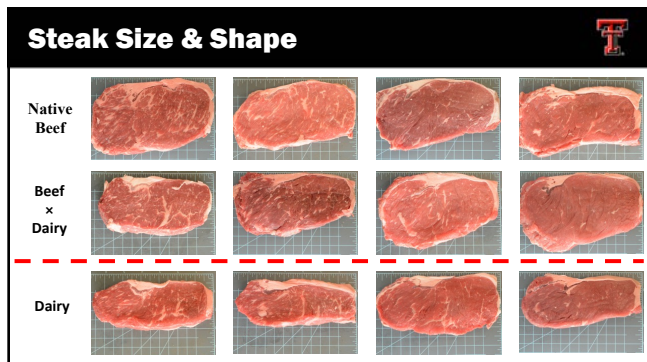 Steak Size & Shape
Native
Beef
Beef
×
Dairy
Dairy